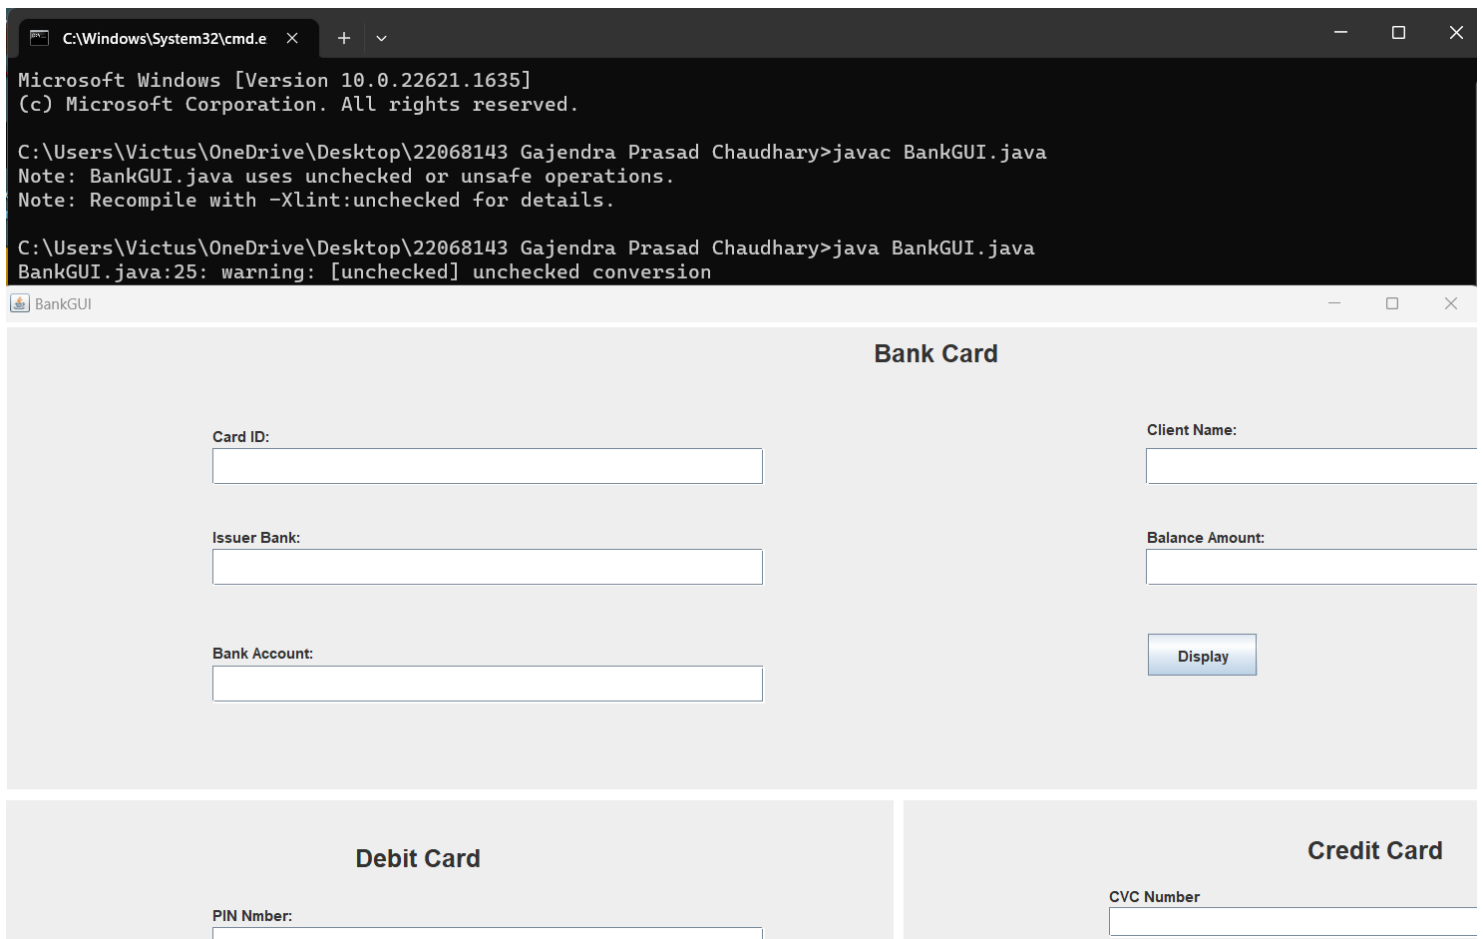 C:\Windows\System32\cmd.e
Microsoft Windows [Version 10.0.22621.1635]
(c) Microsoft Corporation. All rights reserved.
C:\Users\Victus\OneDrive\Desktop\22068143 Gajendra Prasad Chaudhary>javac BankGUI.java
Note: BankGUI.java uses unchecked or unsafe operations.
Note: Recompile with -Xlint:unchecked for details.
C:\Users\Victus\OneDrive\Desktop\22068143 Gajendra Prasad Chaudhary>java BankGUI.java
BankGUI.java:25: warning: [unchecked] unchecked conversion
BankGUI
Bank Card
Card ID:
Client Name:
Issuer Bank:
Balance Amount:
Bank Account:
Display
Debit Card
Credit Card
PIN Nmber:
CVC Number